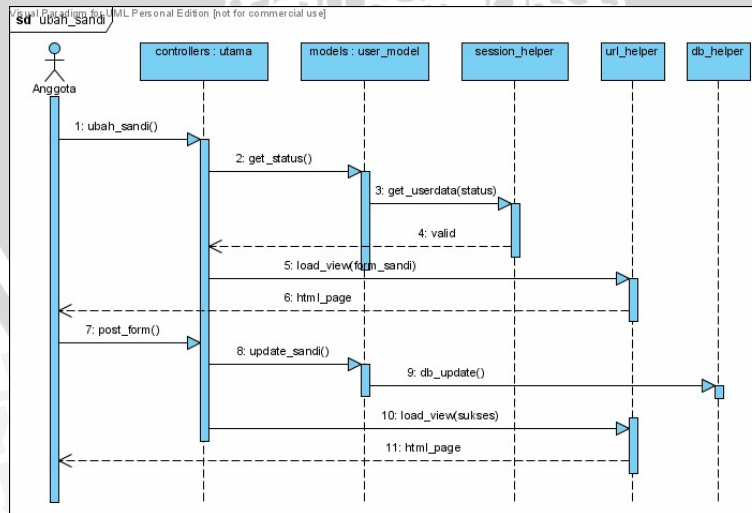 Visual Paradigm for UML Personal Edition [not for commercial use]
sd ubah_sandi
controllers : utama
models : user_model
session_helper
url_helper
db_helper
Anggota
1: ubah_sandi()
2: get_status()
3: get_userdata(status)
4: valid
5: load_view(form_sandi)
6: html_page
7: post_form()
8: update_sandi()
9: db_update()
10: load_view(sukses)
11: html_page